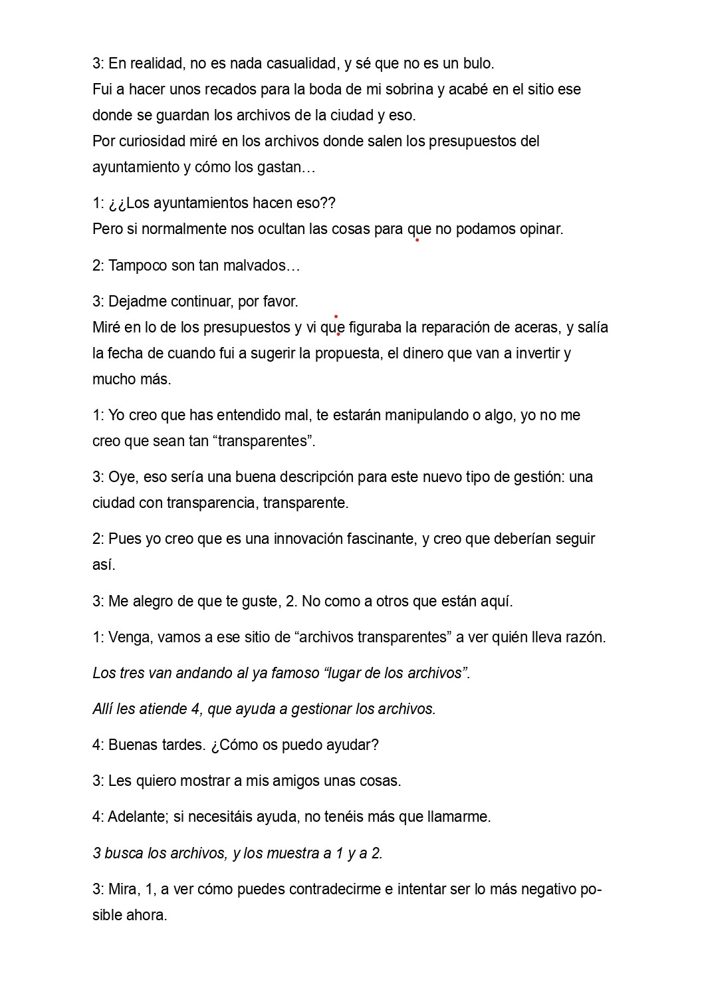 3: En realidad, no es nada casualidad, y sé que no es un bulo.
Fui a hacer unos recados para la boda de mi sobrina y acabé en el sitio ese
donde se guardan los archivos de la ciudad y eso.
Por curiosidad miré en los archivos donde salen los presupuestos del
ayuntamiento y cómo los gastan…
1: ¿¿Los ayuntamientos hacen eso??
Pero si normalmente nos ocultan las cosas para que no podamos opinar.
2: Tampoco son tan malvados…
3: Dejadme continuar, por favor.
Miré en lo de los presupuestos y vi que figuraba la reparación de aceras, y salía
la fecha de cuando fui a sugerir la propuesta, el dinero que van a invertir y
mucho más.
1: Yo creo que has entendido mal, te estarán manipulando o algo, yo no me
creo que sean tan “transparentes”.
3: Oye, eso sería una buena descripción para este nuevo tipo de gestión: una
ciudad con transparencia, transparente.
2: Pues yo creo que es una innovación fascinante, y creo que deberían seguir
así.
3: Me alegro de que te guste, 2. No como a otros que están aquí.
1: Venga, vamos a ese sitio de “archivos transparentes” a ver quién lleva razón.
Los tres van andando al ya famoso “lugar de los archivos”.
Allí les atiende 4, que ayuda a gestionar los archivos.
4: Buenas tardes. ¿Cómo os puedo ayudar?
3: Les quiero mostrar a mis amigos unas cosas.
4: Adelante; si necesitáis ayuda, no tenéis más que llamarme.
3 busca los archivos, y los muestra a 1 y a 2.
3: Mira, 1, a ver cómo puedes contradecirme e intentar ser lo más negativo po-
sible ahora.